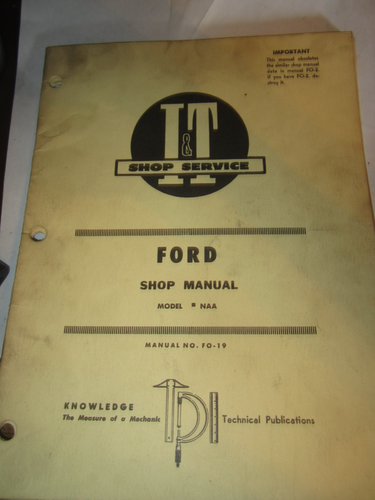 IMPORTANT
This manual obsoletes
the similar shop manual
data in manual FO-5.
If you have FO-5, de-
stroy it.
I&T
SHOP SERVICE
FORD
SHOP MANUAL
MODEL • NAA
MANUAL NO. FO-19
KNOWLEDGE
The Measure of a Mechanic
TPI
Technical Publications